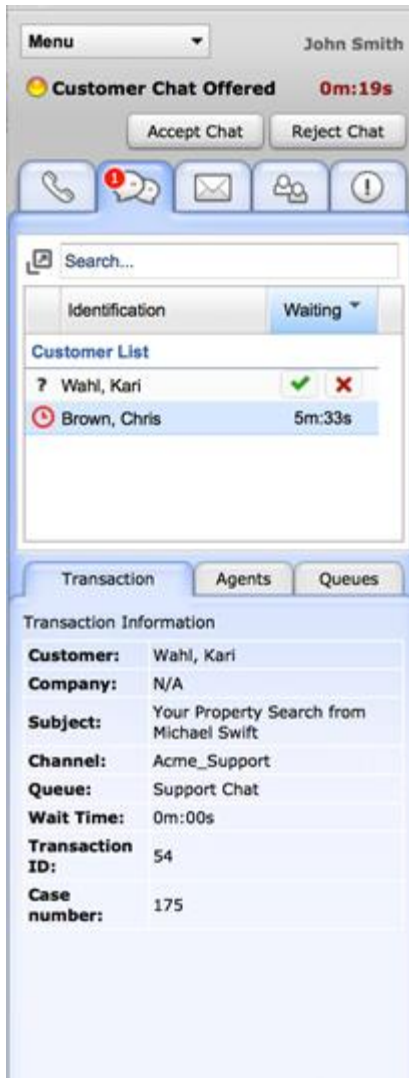 Menu
John Smith
Customer Chat Offered 0m:19s
Accept Chat Reject Chat
1
Search...
Identification Waiting
Customer List
? Wahl, Kari
Brown, Chris 5m:33s
Transaction Agents Queues
Transaction Information
Customer: Wahl, Kari
Company: N/A
Subject: Your Property Search from
Michael Swift
Channel: Acme_Support
Queue: Support Chat
Wait Time: 0m:00s
Transaction
ID: 54
Case
number: 175